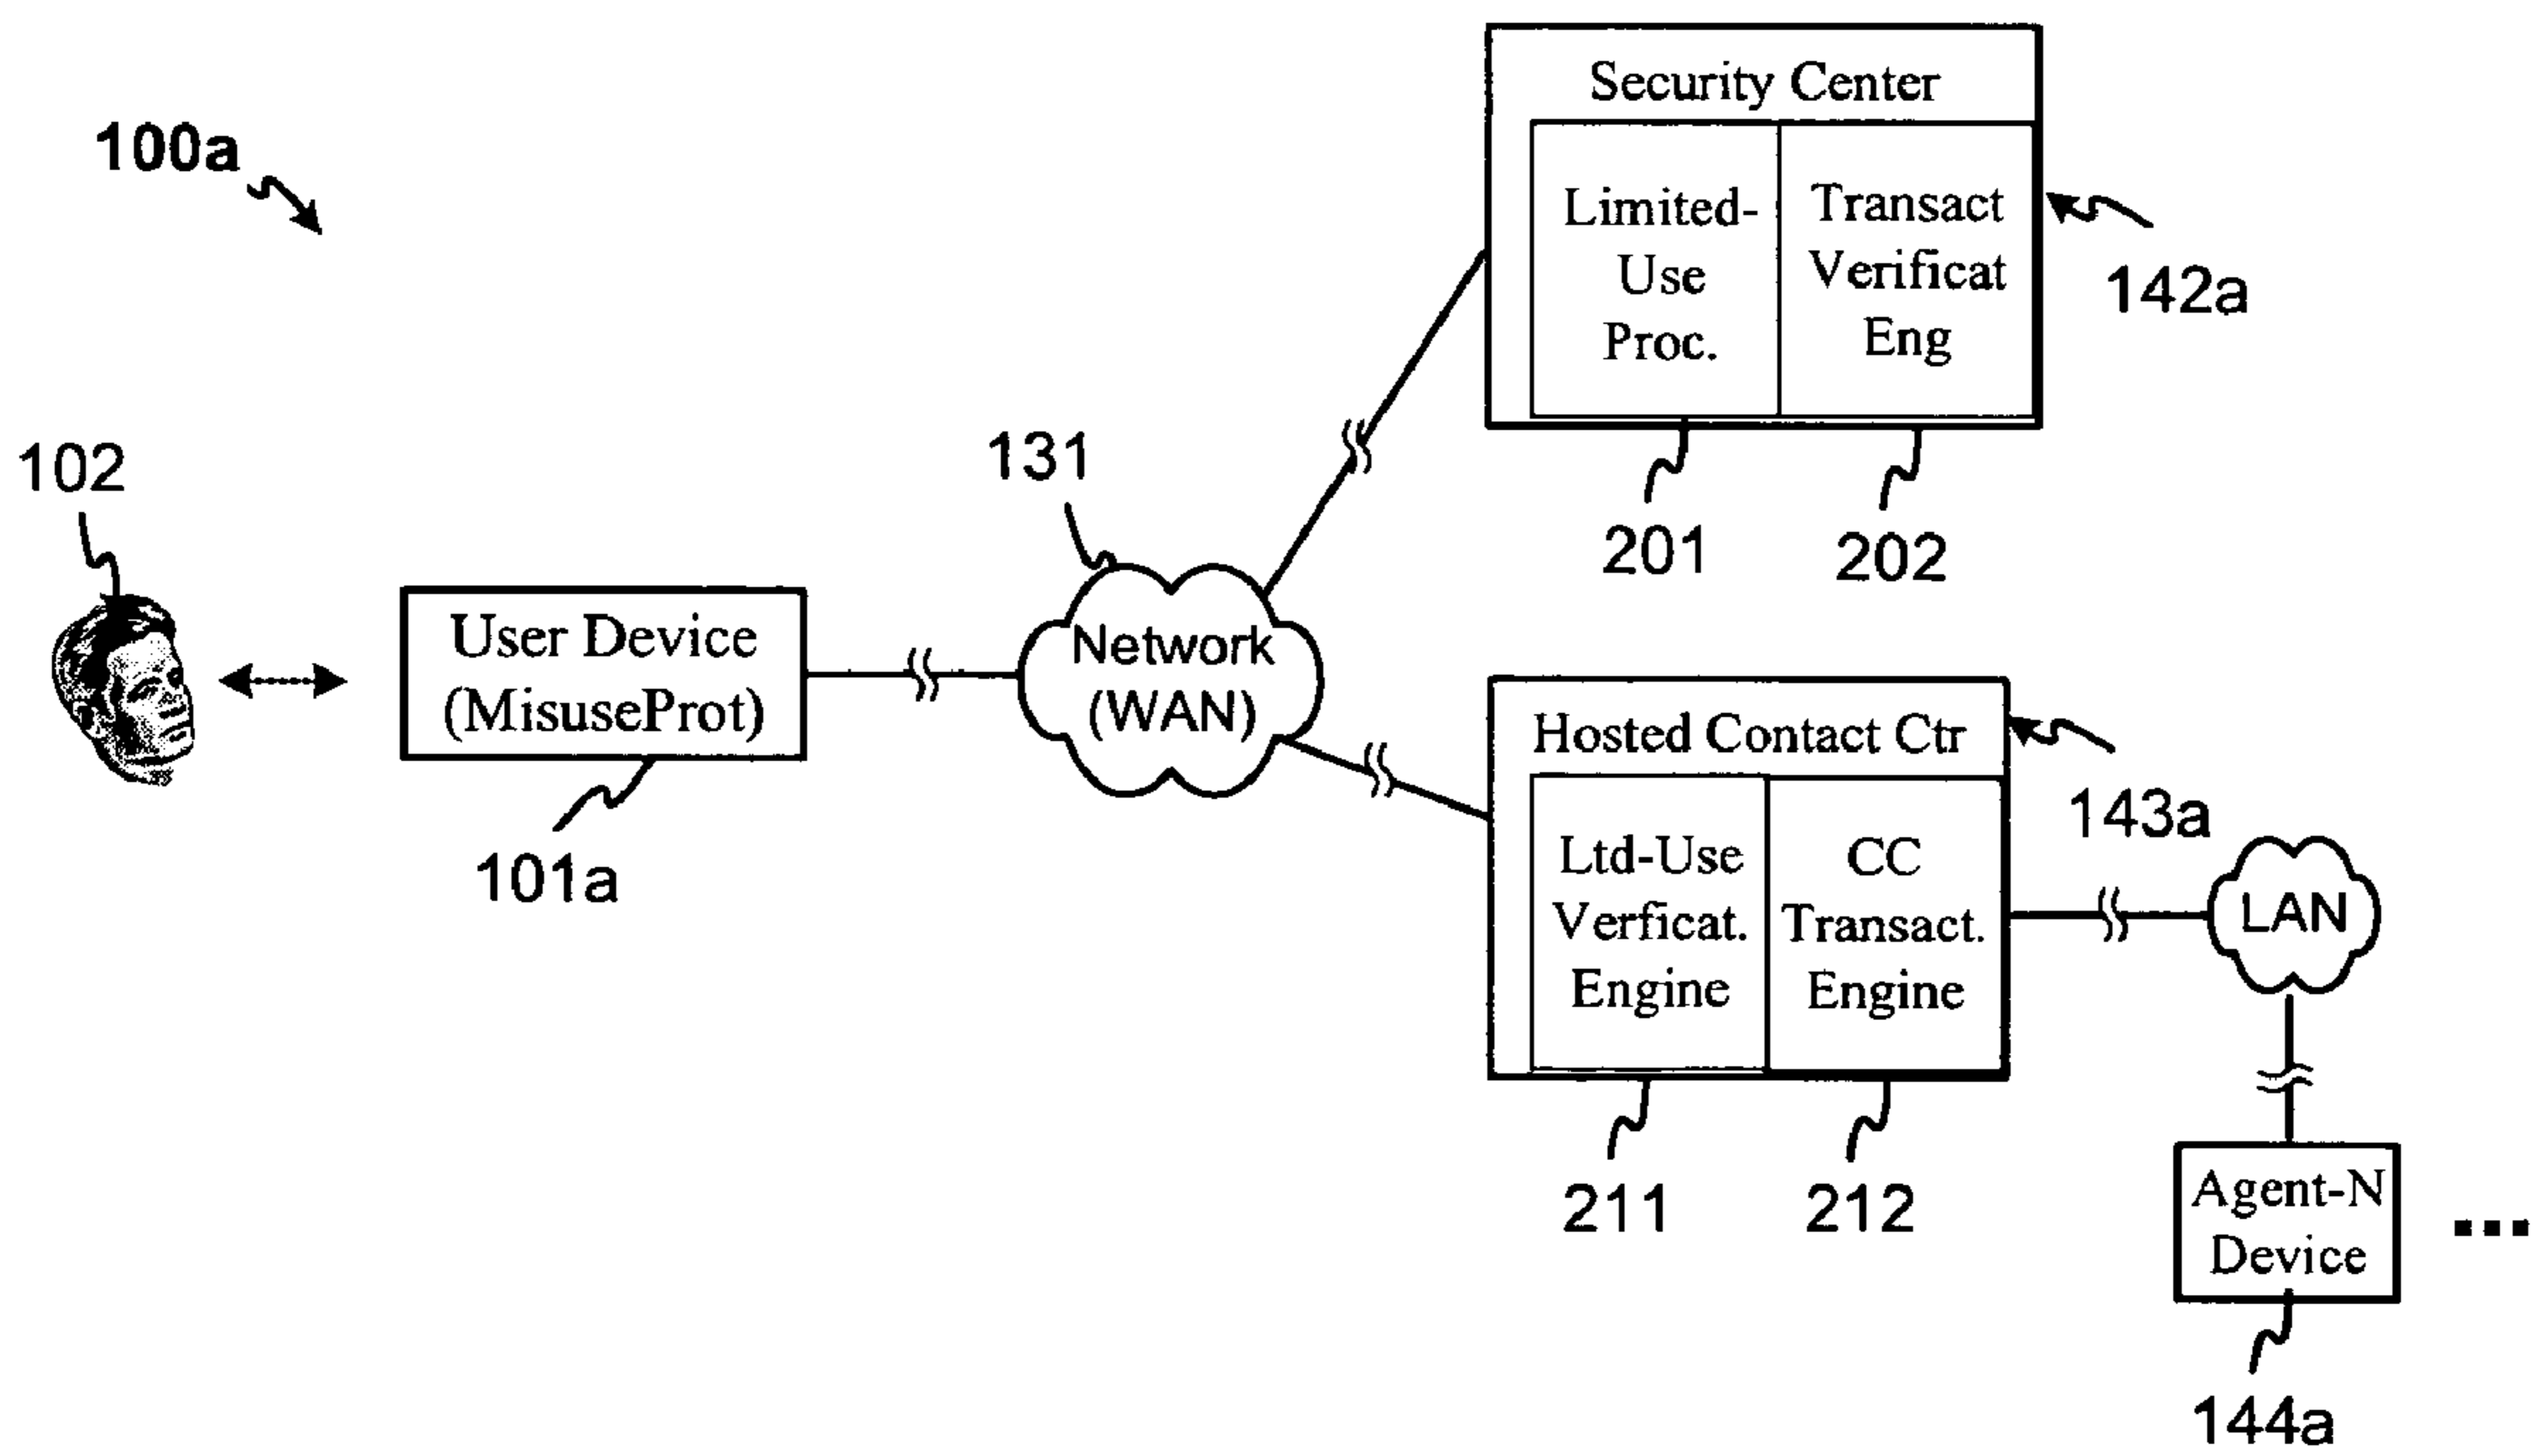 100a
Security Center
Limited-
Use
Proc.
Transact
Verificat
Eng
142a
201
202
102
131
User Device
(MisuseProt)
101a
Network
(WAN)
Hosted Contact Ctr
Ltd-Use
Verficat.
Engine
CC
Transact.
Engine
143a
211
212
LAN
Agent-N
Device
...
144a